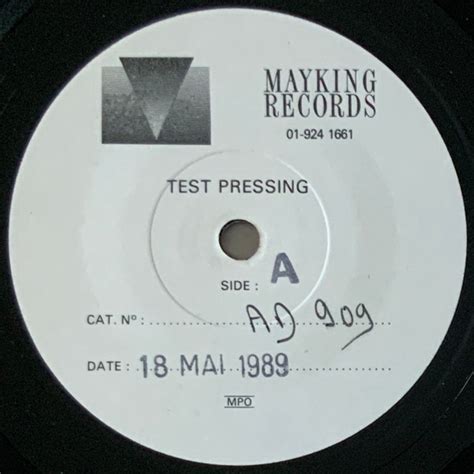 MAYKING
RECORDS
01-924 1661
TEST PRESSING
SIDE : A
CAT. Nº : AD 909
DATE : 18 MAI 1989
MPO